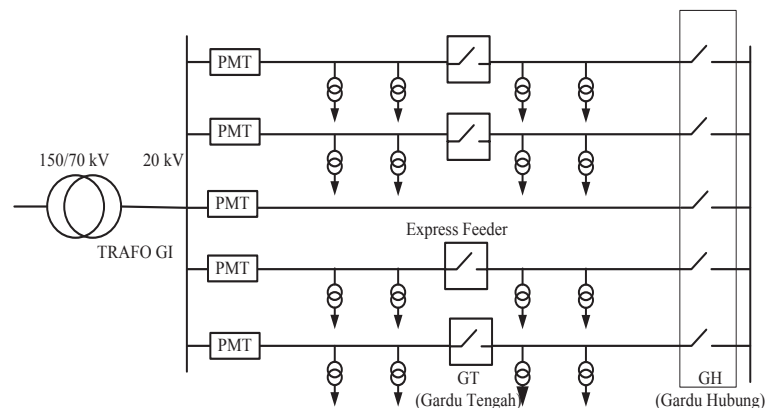 PMT
PMT
150/70 kV
20 kV
PMT
Express Feeder
TRAFO GI
PMT
PMT
GT
(Gardu Tengah)
GH
(Gardu Hubung)